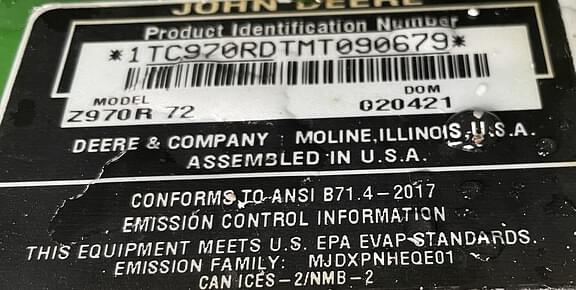 JOHN DEERE
Product Identification Number
*1TC970RDTMT090679*
MODEL DOM
Z970R 72 020421
DEERE & COMPANY MOLINE, ILLINOIS, U.S.A.
ASSEMBLED IN U.S.A.
CONFORMS TO ANSI B71.4-2017
EMISSION CONTROL INFORMATION
THIS EQUIPMENT MEETS U.S. EPA EVAP STANDARDS.
EMISSION FAMILY: MJDXPNHEQE01
CAN ICES-2/NMB-2